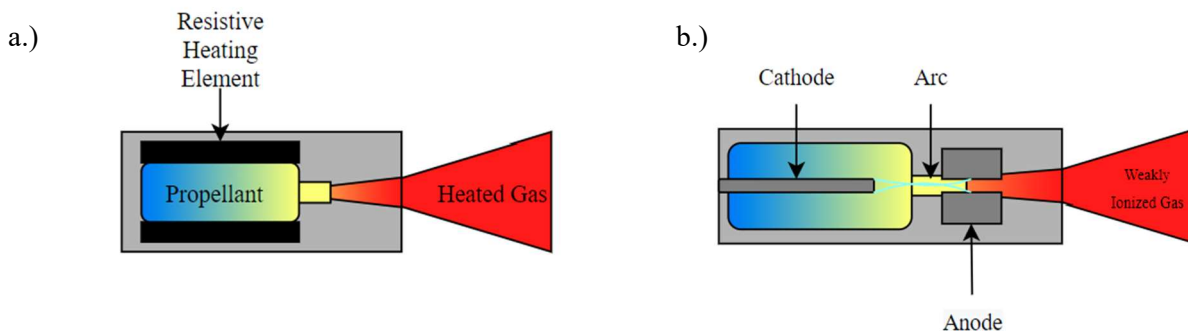 a.)
Resistive
Heating
Element
Propellant
Heated Gas
b.)
Cathode
Arc
Weakly
Ionized Gas
Anode